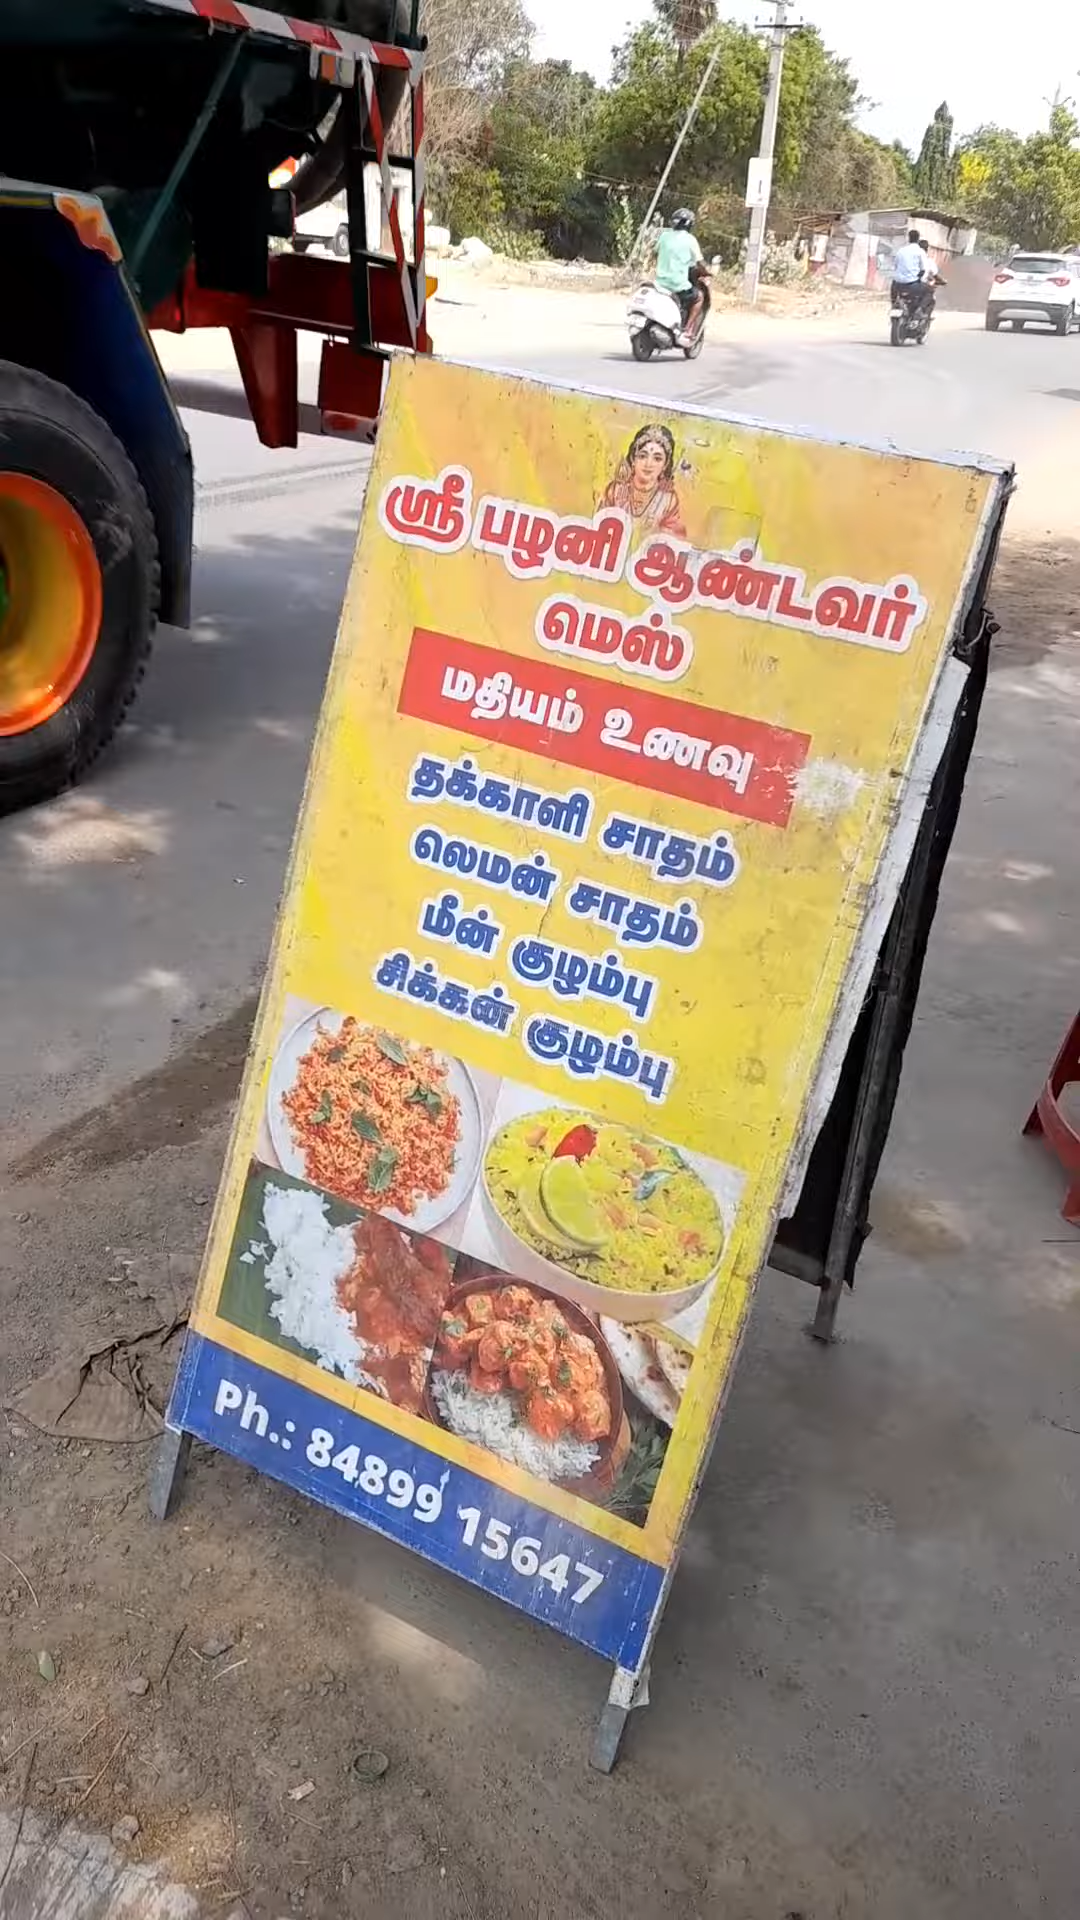 ஸ்ரீ பழனி ஆண்டவர்
மெஸ்
மதியம் உணவு
தக்காளி சாதம்
லெமன் சாதம்
மீன் குழம்பு
சிக்கன் குழம்பு
Ph.: 84899 15647